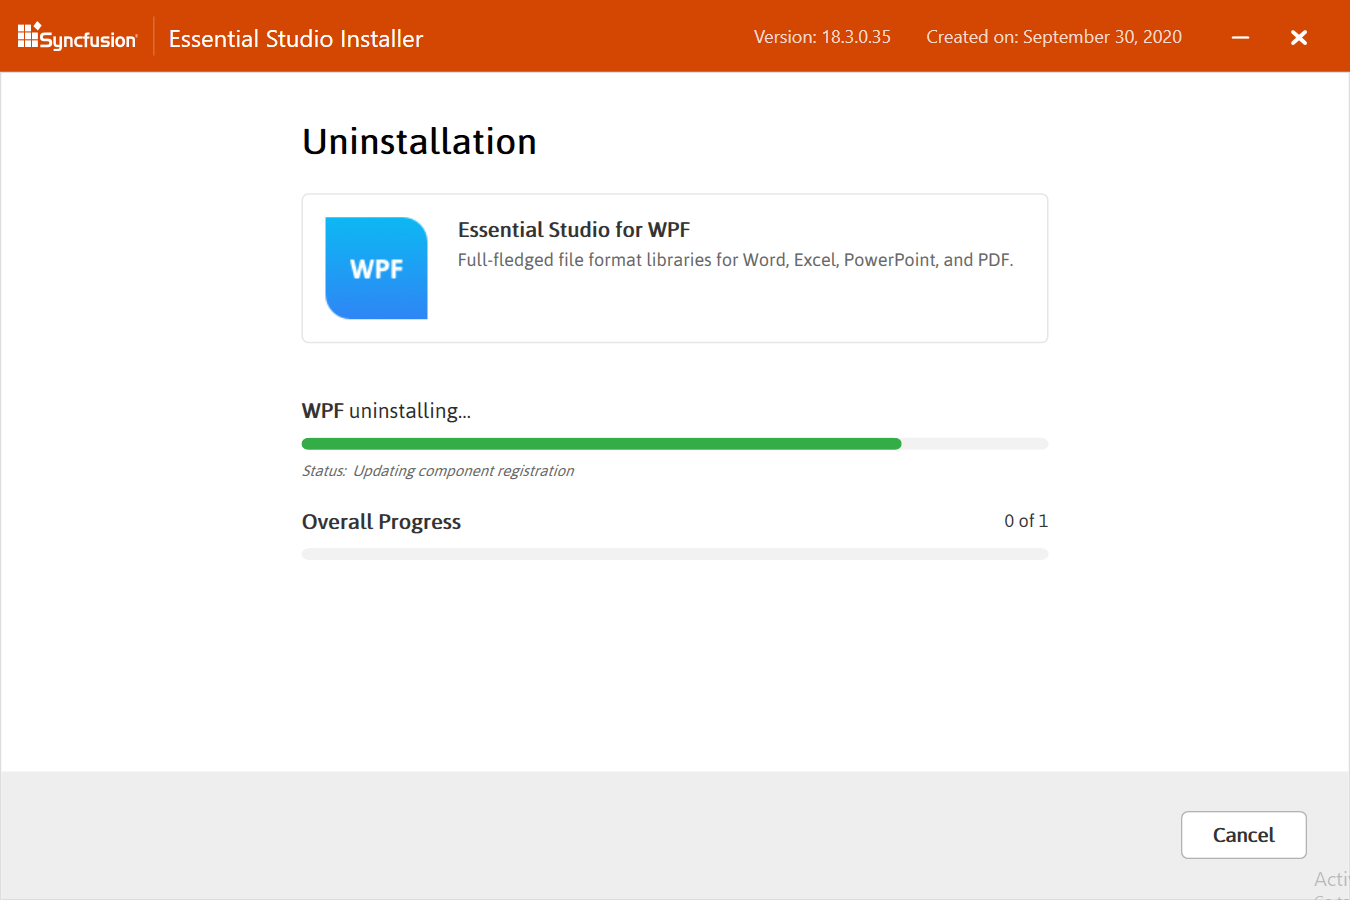 Syncfusion
Essential Studio Installer
Version: 18.3.0.35
Created on: September 30, 2020
Uninstallation
WPF
Essential Studio for WPF
Full-fledged file format libraries for Word, Excel, PowerPoint, and PDF.
WPF uninstalling...
Status: Updating component registration
Overall Progress
0 of 1
Cancel